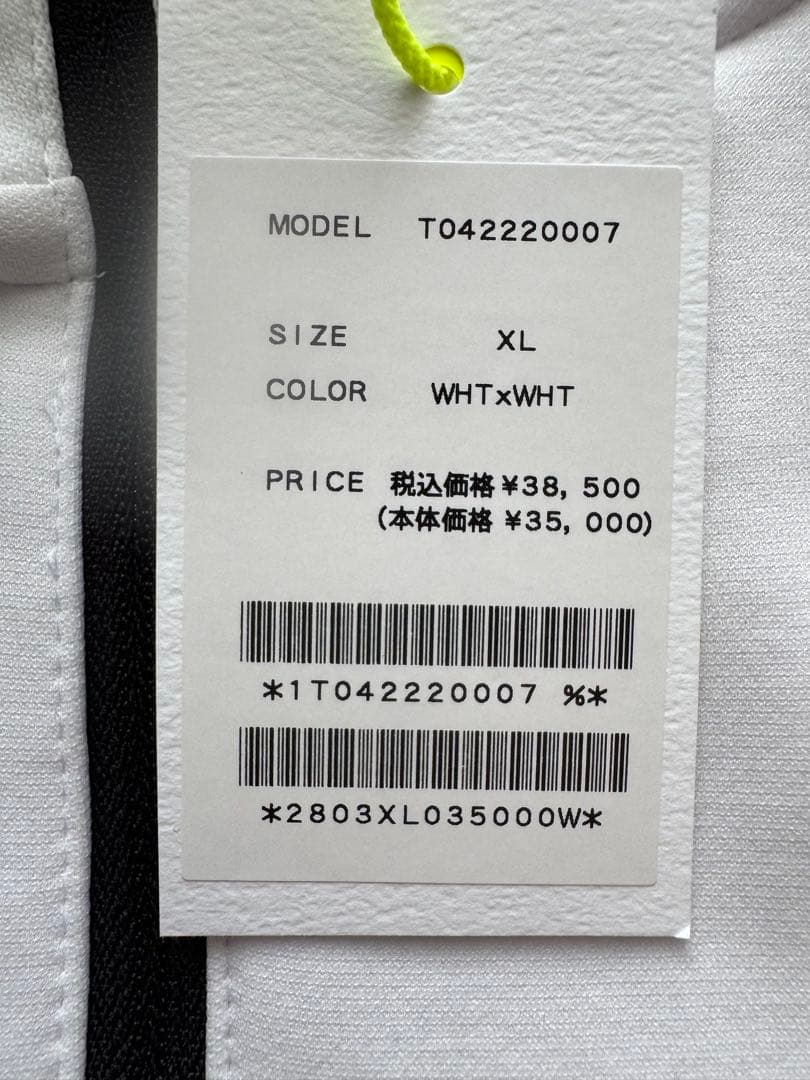 MODEL T042220007
SIZE XL
COLOR WHTxWHT
PRICE 税込価格 ¥38, 500
(本体価格 ¥35, 000)
*1T042220007 %*
*2803XL035000W*